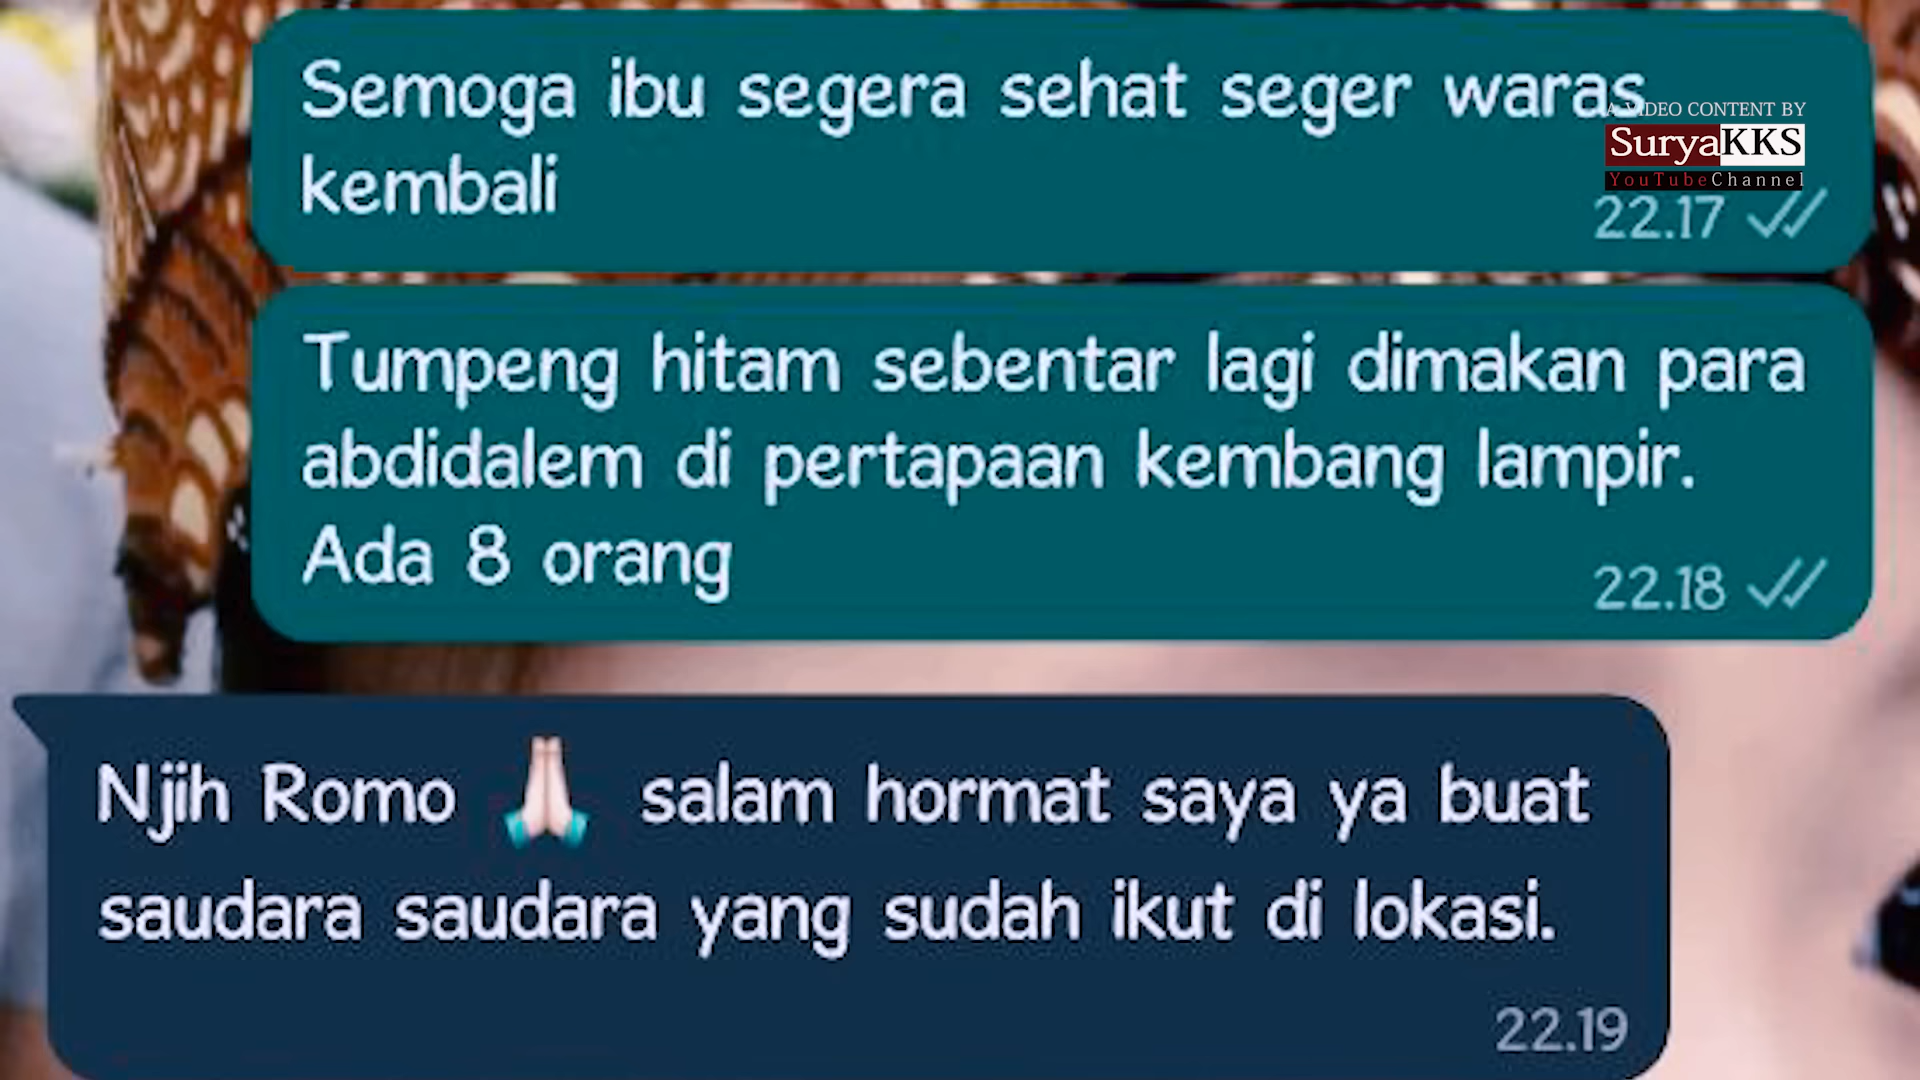 Semoga ibu segera sehat seger waras
kembali
A VIDEO CONTENT BY
SuryaKKS
YouTubeChannel
22.17
Tumpeng hitam sebentar lagi dimakan para
abdidalem di pertapaan kembang lampir.
Ada 8 orang
22.18
Njih Romo 🙏🏻 salam hormat saya ya buat
saudara saudara yang sudah ikut di lokasi.
22.19